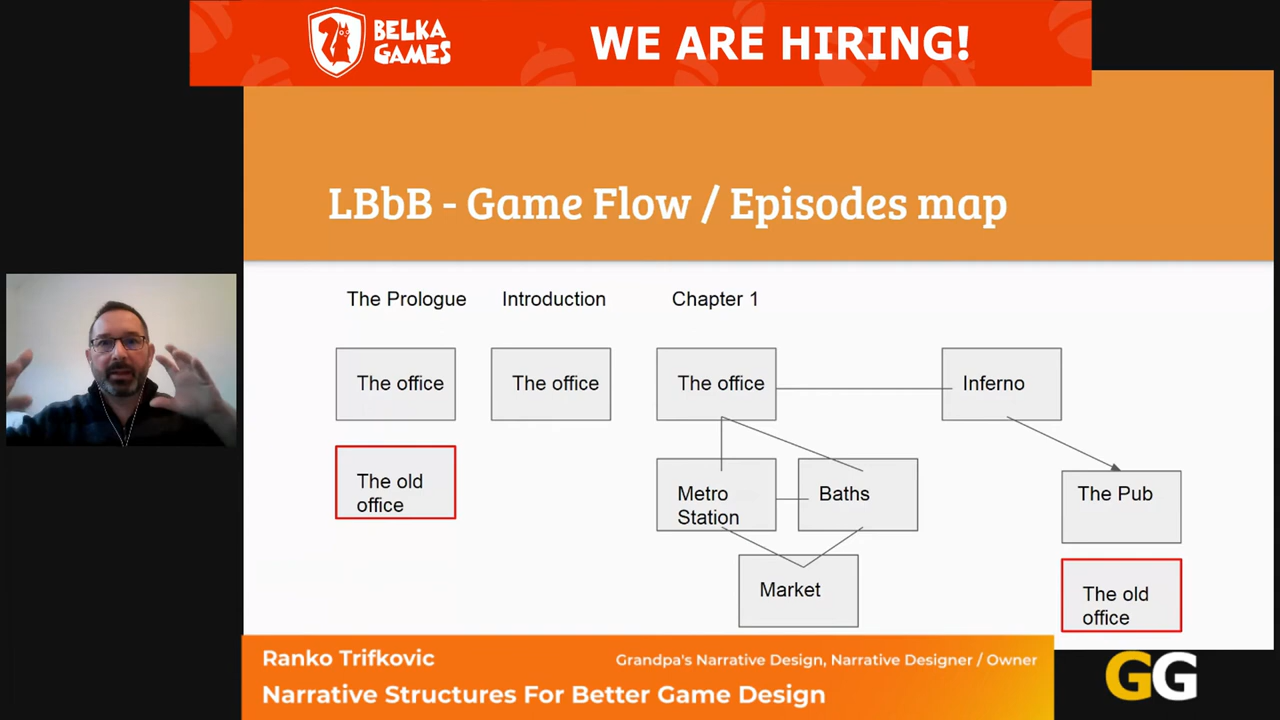 BELKA
GAMES
WE ARE HIRING!
LBbB - Game Flow / Episodes map
The Prologue
Introduction
Chapter 1
The office
The office
The office
Inferno
The old
office
Metro
Station
Baths
The Pub
Market
The old
office
Ranko Trifkovic
Grandpa's Narrative Design, Narrative Designer / Owner
Narrative Structures For Better Game Design
GG